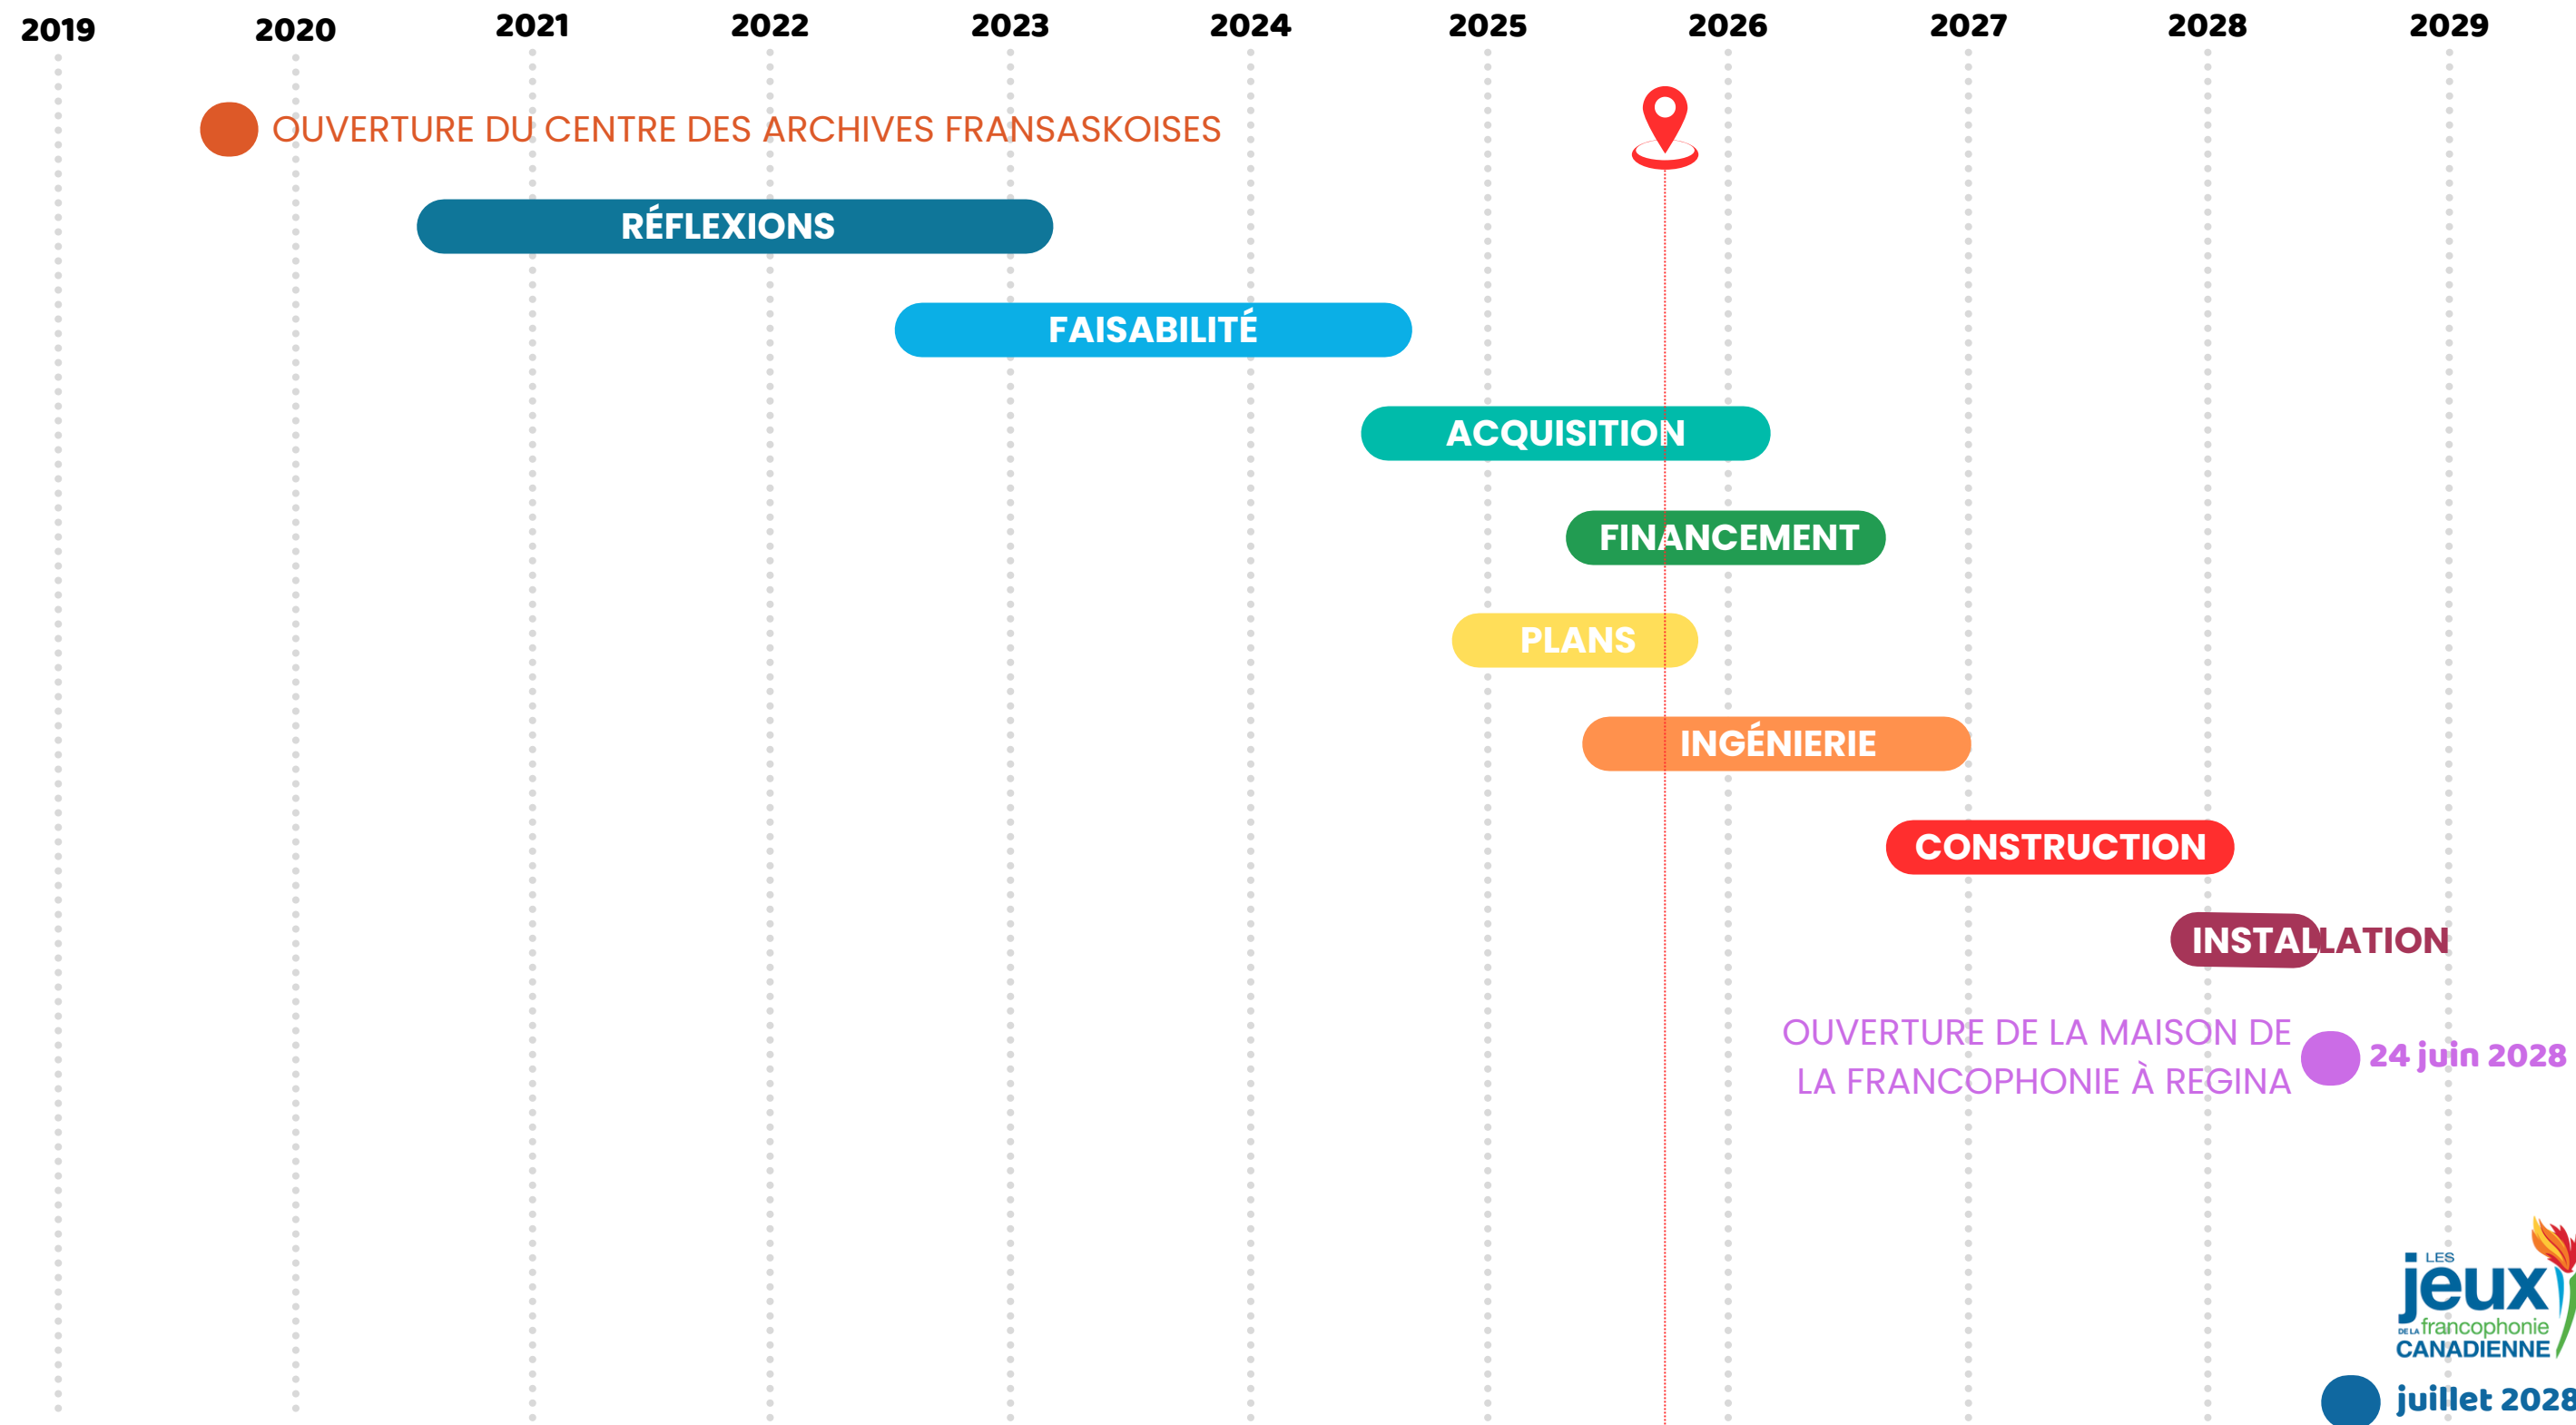 2019 2020 2021 2022 2023 2024 2025 2026 2027 2028 2029
OUVERTURE DU CENTRE DES ARCHIVES FRANSASKOISES
RÉFLEXIONS
FAISABILITÉ
ACQUISITION
FINANCEMENT
PLANS
INGÉNIERIE
CONSTRUCTION
INSTALLATION
OUVERTURE DE LA MAISON DE
LA FRANCOPHONIE À REGINA
24 juin 2028
LES
jeux
DE LA francophonie
CANADIENNE
juillet 2028